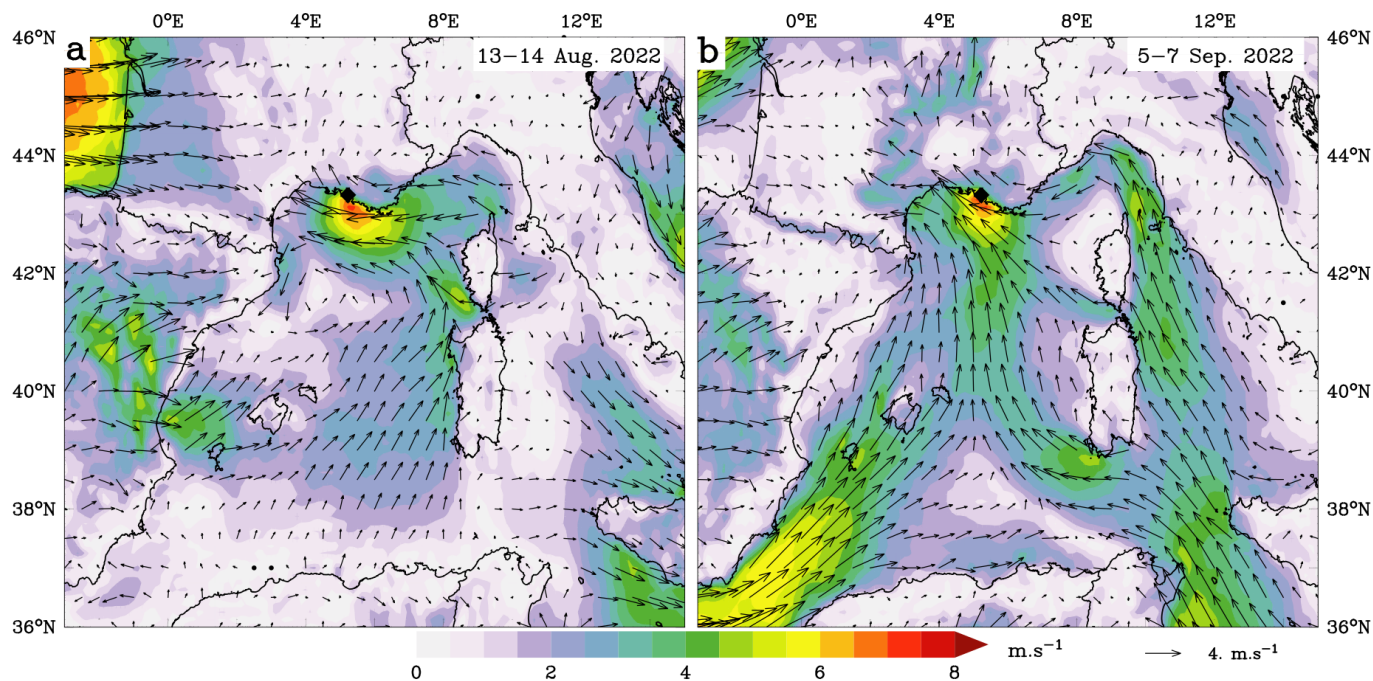 0°E 4°E 8°E 12°E 0°E 4°E 8°E 12°E
46°N a 13−14 Aug. 2022 b 5−7 Sep. 2022 46°N
44°N 44°N
42°N 42°N
40°N 40°N
38°N 38°N
36°N 36°N
0 2 4 6 8 m.s⁻¹ 4. m.s⁻¹